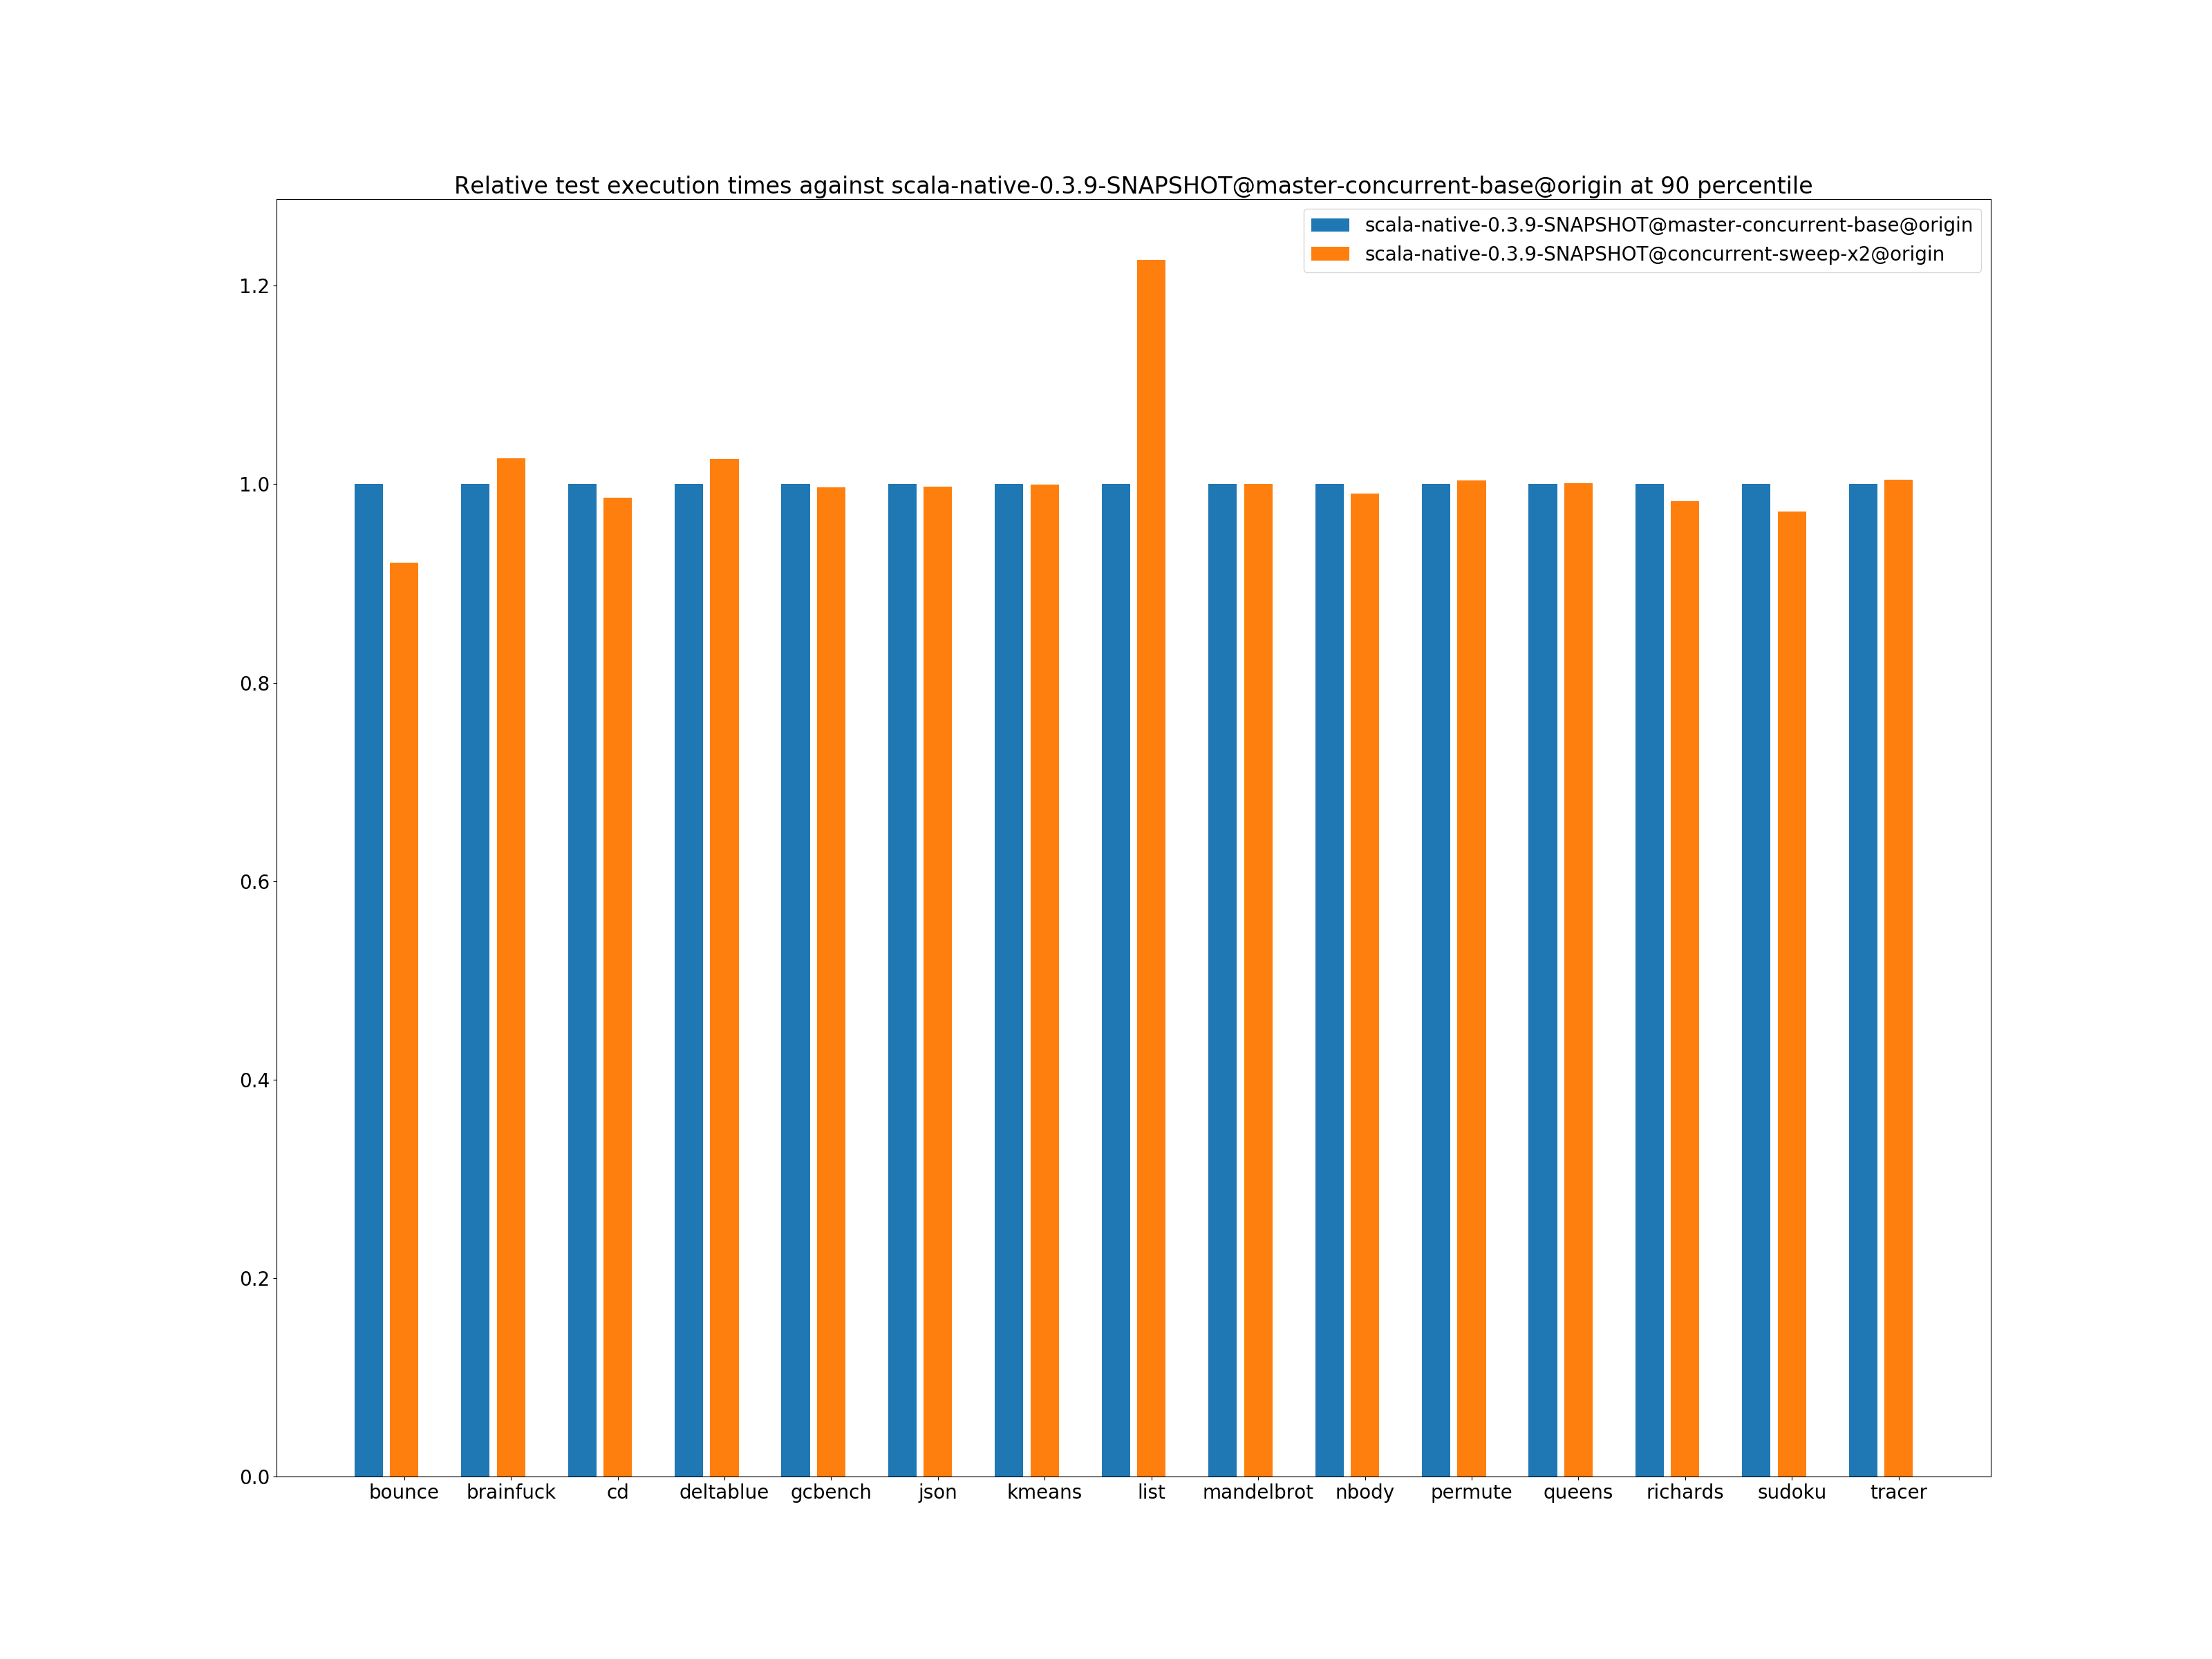 Relative test execution times against scala-native-0.3.9-SNAPSHOT@master-concurrent-base@origin at 90 percentile
scala-native-0.3.9-SNAPSHOT@master-concurrent-base@origin
scala-native-0.3.9-SNAPSHOT@concurrent-sweep-x2@origin
1.2
1.0
0.8
0.6
0.4
0.2
0.0
bounce brainfuck cd deltablue gcbench json kmeans list mandelbrot nbody permute queens richards sudoku tracer